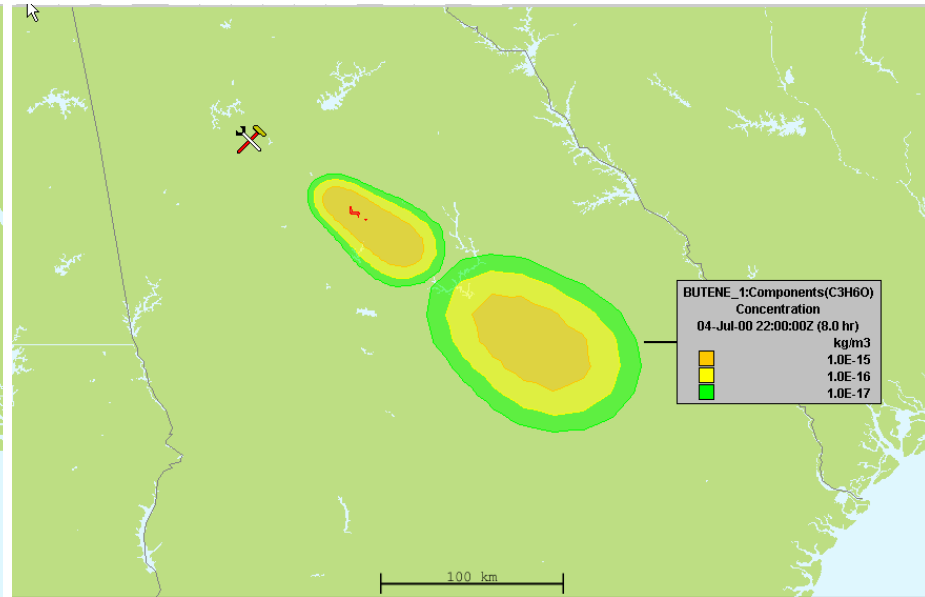 BUTENE_1:Components(C3H6O)
Concentration
04-Jul-00 22:00:00Z (8.0 hr)
kg/m3
1.0E-15
1.0E-16
1.0E-17
100 km